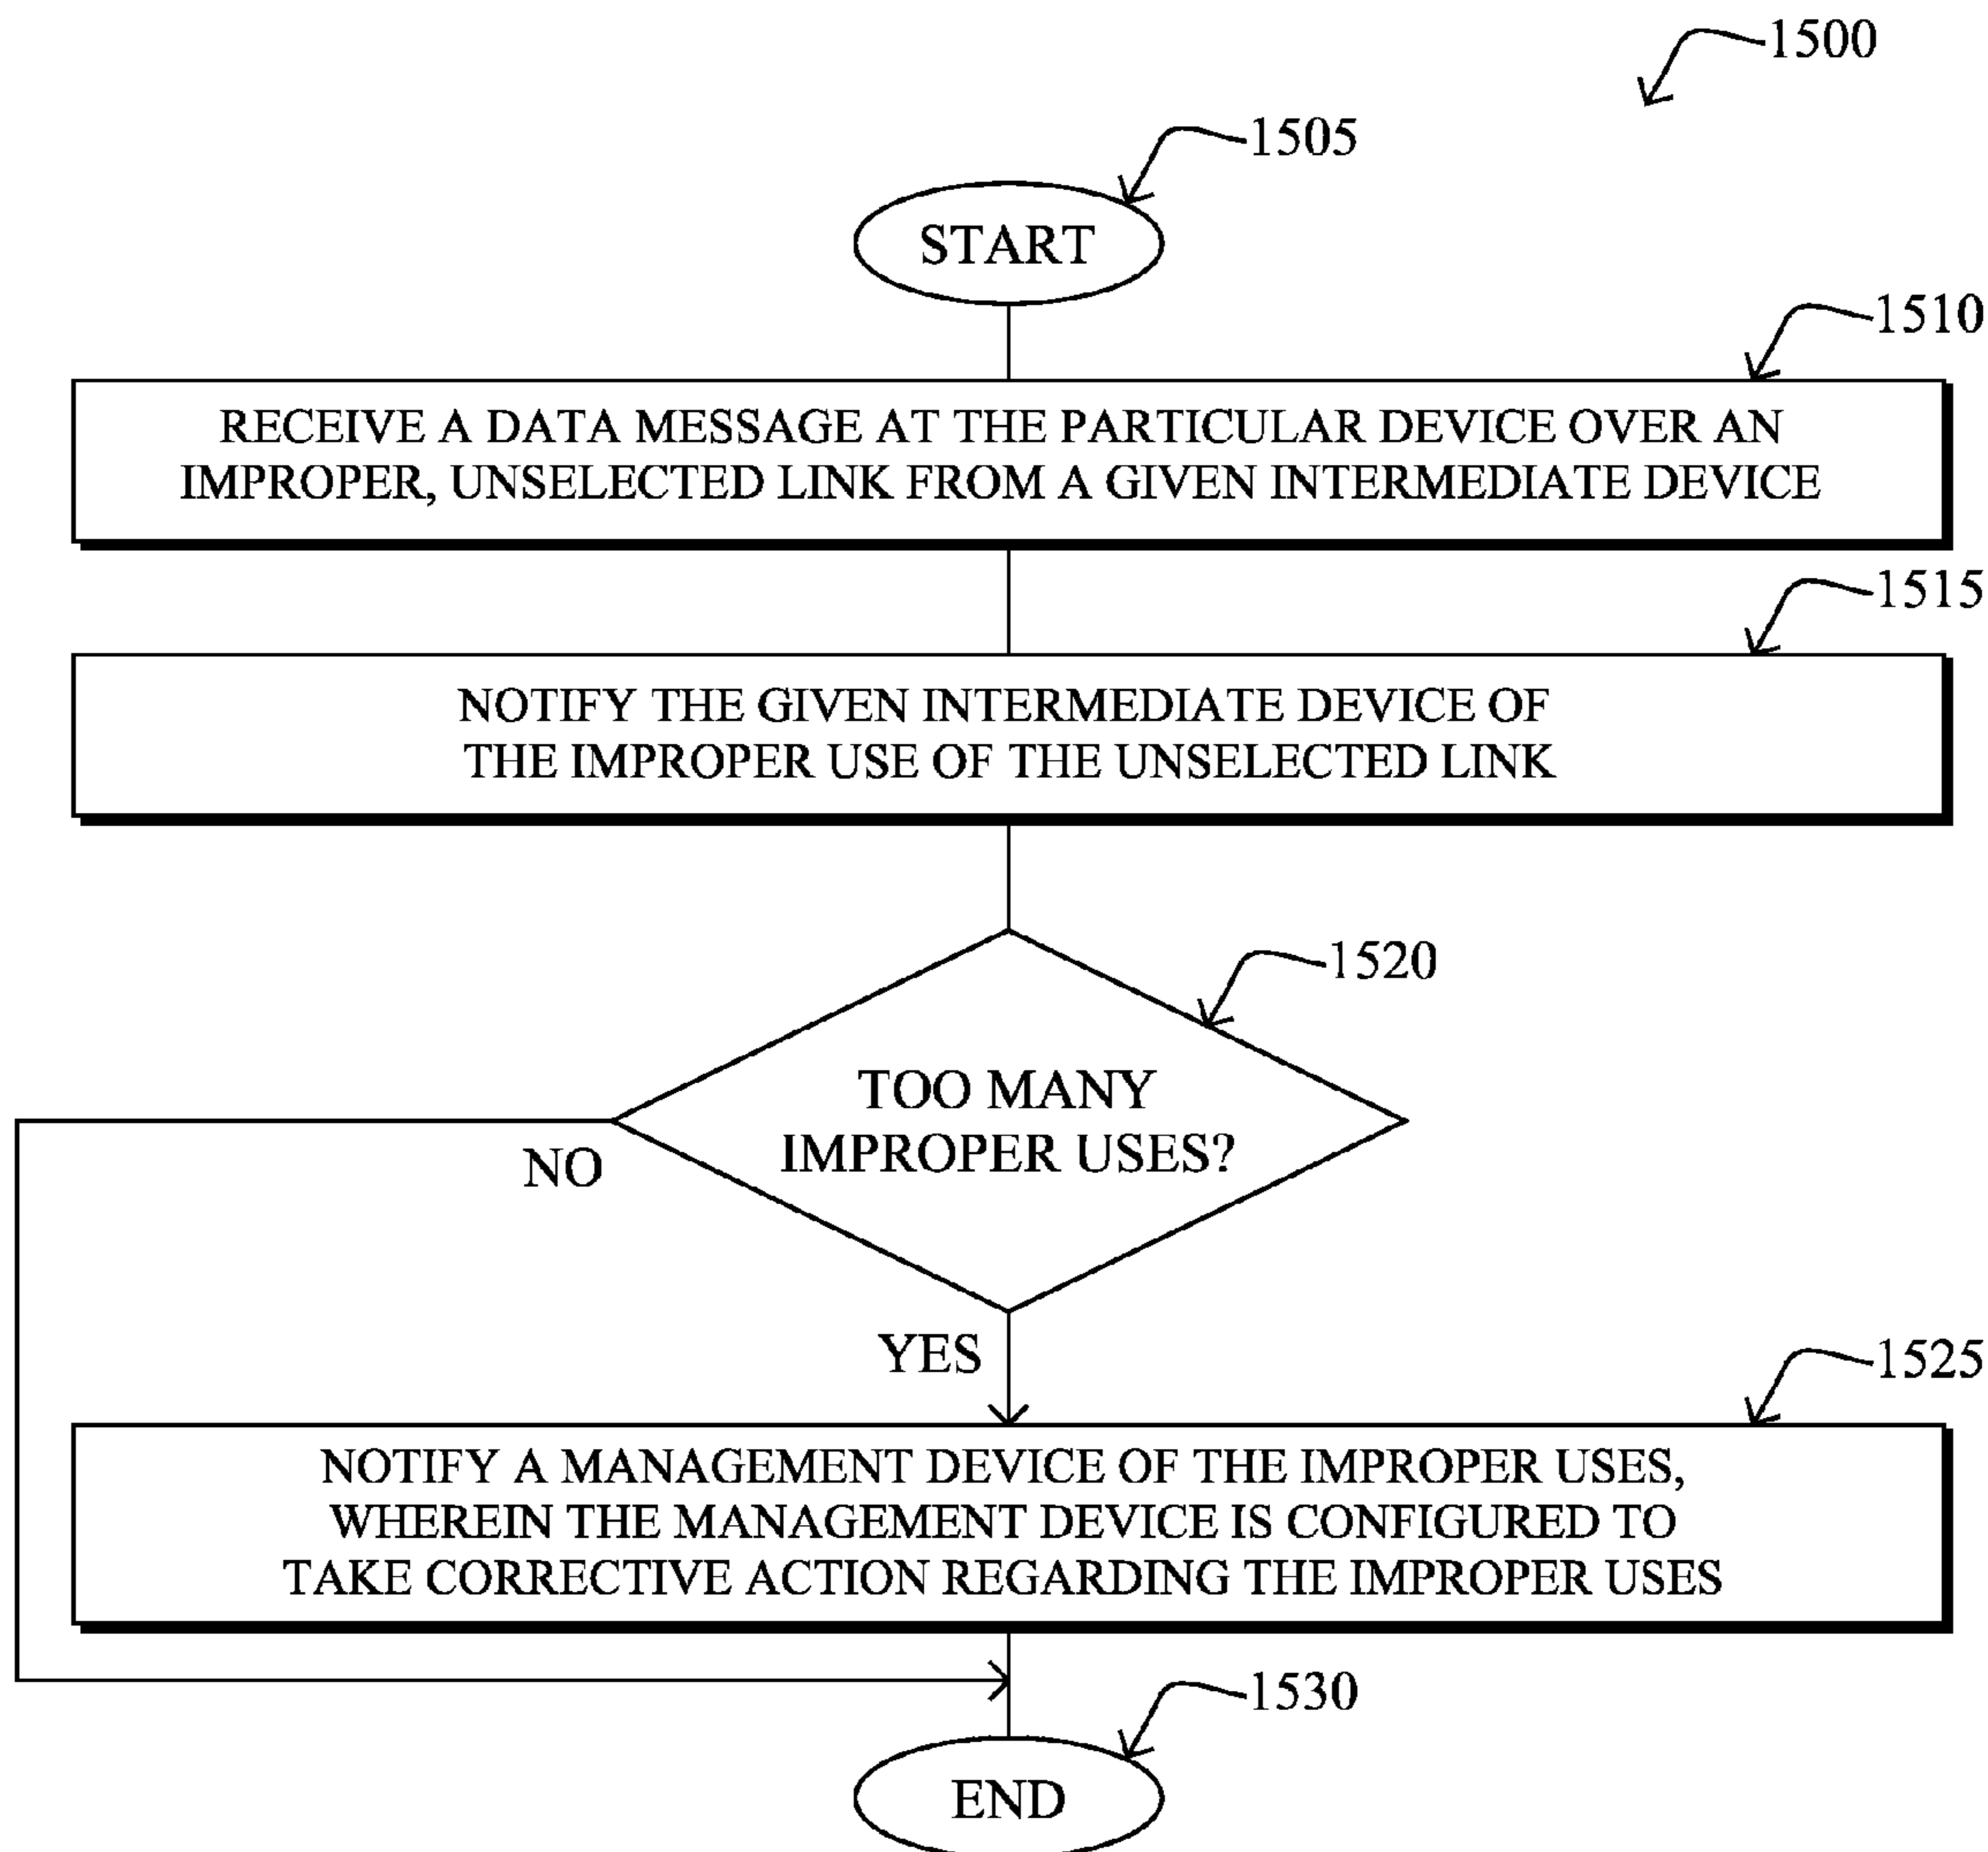 1500
1505
START
1510
RECEIVE A DATA MESSAGE AT THE PARTICULAR DEVICE OVER AN
IMPROPER, UNSELECTED LINK FROM A GIVEN INTERMEDIATE DEVICE
1515
NOTIFY THE GIVEN INTERMEDIATE DEVICE OF
THE IMPROPER USE OF THE UNSELECTED LINK
1520
TOO MANY
IMPROPER USES?
NO
YES
1525
NOTIFY A MANAGEMENT DEVICE OF THE IMPROPER USES,
WHEREIN THE MANAGEMENT DEVICE IS CONFIGURED TO
TAKE CORRECTIVE ACTION REGARDING THE IMPROPER USES
1530
END